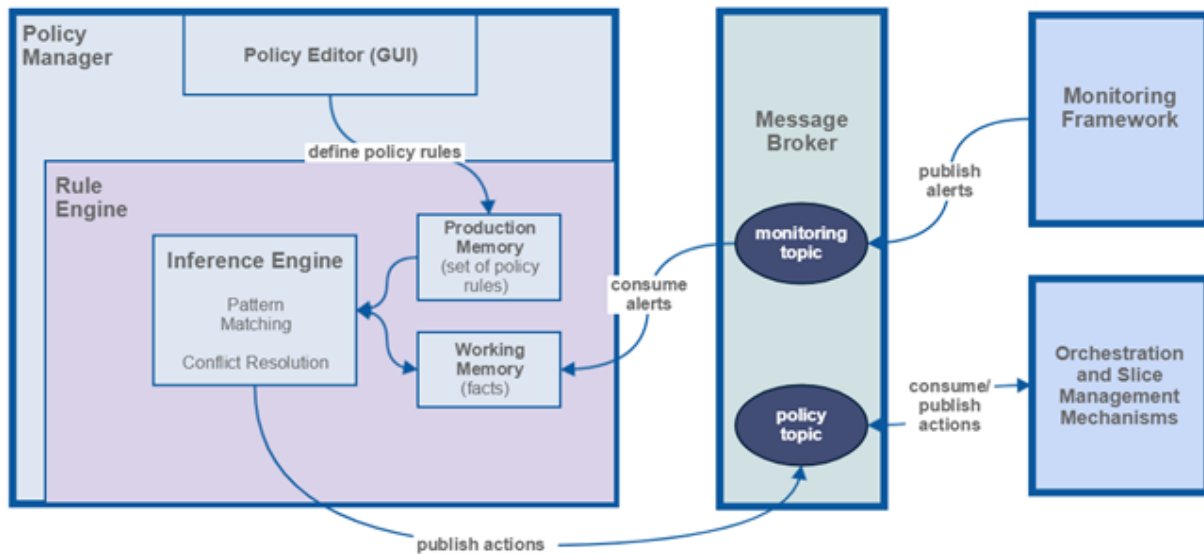 Policy
Manager
Policy Editor (GUI)
define policy rules
Rule
Engine
Inference Engine
Pattern
Matching
Conflict Resolution
Production
Memory
(set of policy
rules)
Working
Memory
(facts)
publish actions
consume
alerts
Message
Broker
monitoring
topic
policy
topic
publish
alerts
consume/
publish
actions
Monitoring
Framework
Orchestration
and Slice
Management
Mechanisms